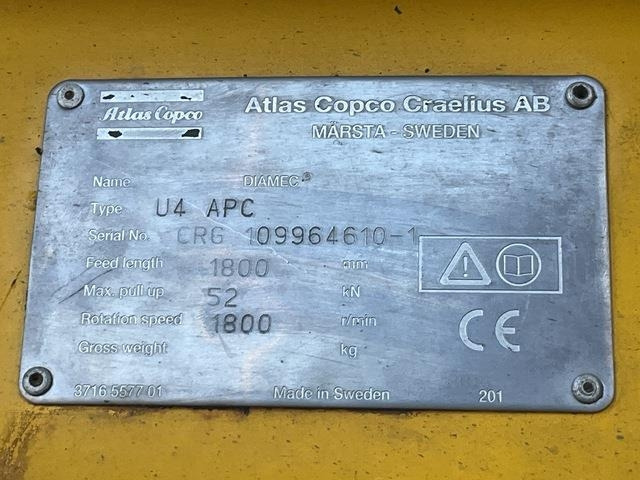 Atlas Copco
Atlas Copco Craelius AB
MÄRSTA - SWEDEN
Name DIAMEC®
Type U4 APC
Serial No. CRG 109964610-1
Feed length 1800 mm
Max. pull up 52 kN
Rotation speed 1800 r/min
Gross weight kg
CE
3716 5577 01 Made in Sweden 201